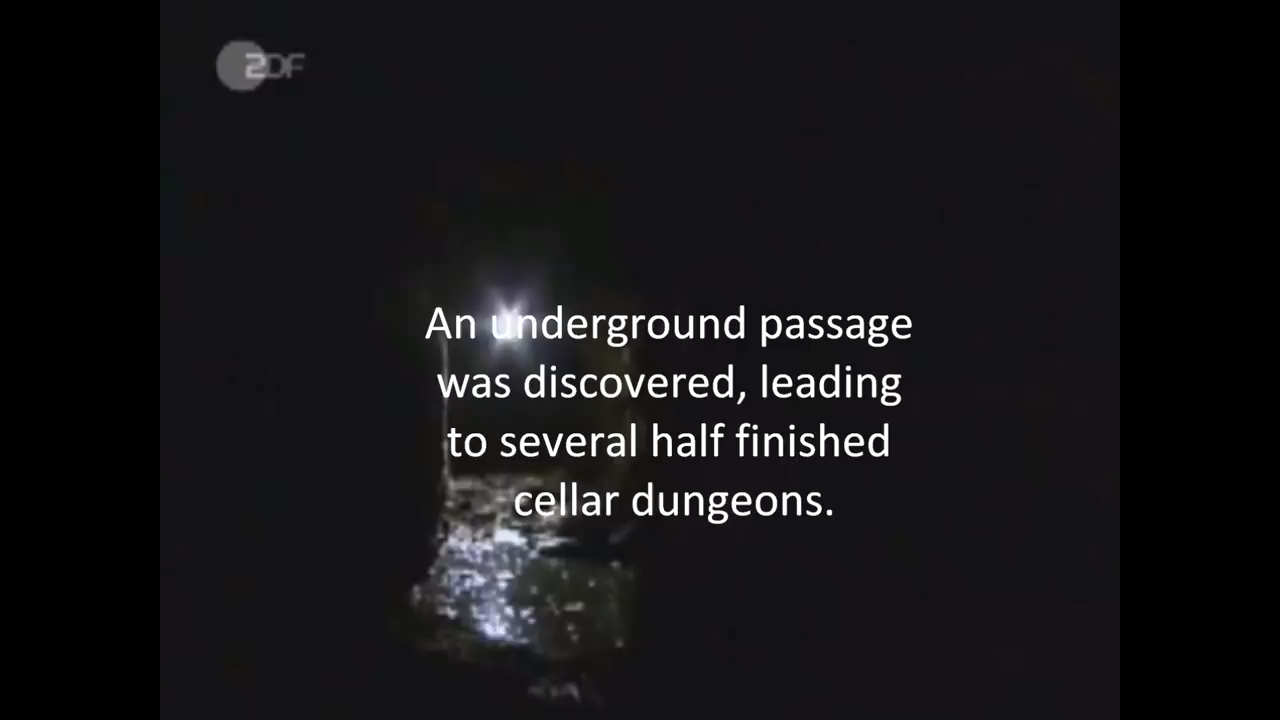 ZDF
An underground passage
was discovered, leading
to several half finished
cellar dungeons.